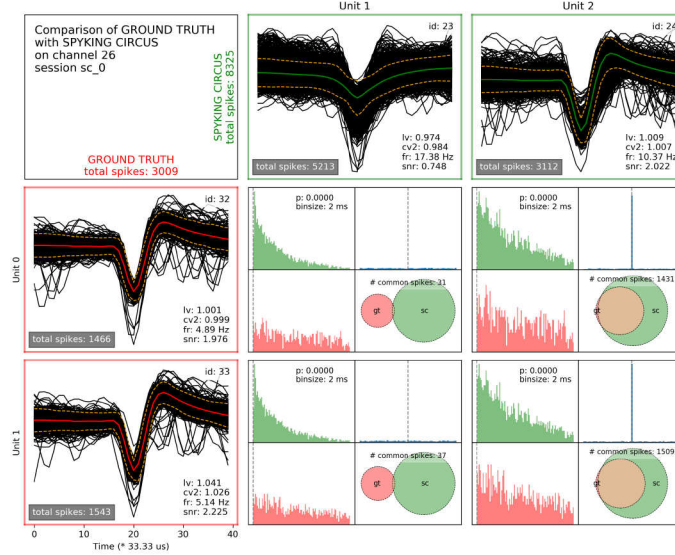 Unit 1
Unit 2
Comparison of GROUND TRUTH
with SPYKING CIRCUS
on channel 26
session sc_0
SPYKING CIRCUS
total spikes: 8325
GROUND TRUTH
total spikes: 3009
id: 23
lv: 0.974
cv2: 0.984
fr: 17.38 Hz
snr: 0.748
total spikes: 5213
id: 24
lv: 1.009
cv2: 1.007
fr: 10.37 Hz
snr: 2.022
total spikes: 3112
Unit 0
id: 32
lv: 1.001
cv2: 0.999
fr: 4.89 Hz
snr: 1.976
total spikes: 1466
p: 0.0000
binsize: 2 ms
# common spikes: 31
gt
sc
p: 0.0000
binsize: 2 ms
# common spikes: 1431
gt
sc
Unit 1
id: 33
lv: 1.041
cv2: 1.026
fr: 5.14 Hz
snr: 2.225
total spikes: 1543
p: 0.0000
binsize: 2 ms
# common spikes: 37
gt
sc
p: 0.0000
binsize: 2 ms
# common spikes: 1509
gt
sc
0
10
20
30
40
Time (* 33.33 us)